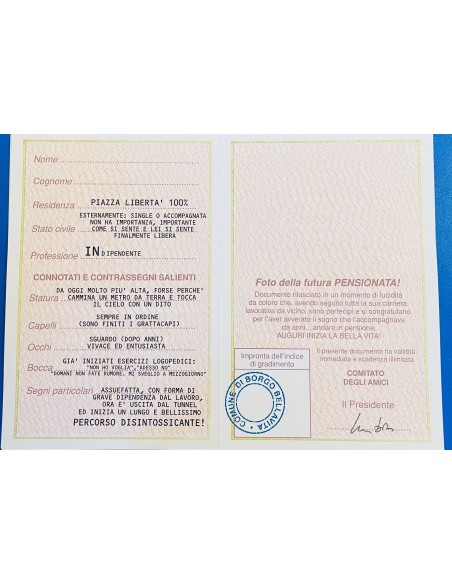 Nome
Cognome
Residenza PIAZZA LIBERTA' 100%
ESTERNAMENTE: SINGLE O ACCOMPAGNATA
NON HA IMPORTANZA, IMPORTANTE
Stato civile COME SI SENTE E LEI SI SENTE
FINALMENTE LIBERA
Professione INDIPENDENTE
CONNOTATI E CONTRASSEGNI SALIENTI
DA OGGI MOLTO PIU' ALTA, FORSE PERCHE'
Statura CAMMINA UN METRO DA TERRA E TOCCA
IL CIELO CON UN DITO
SEMPRE IN ORDINE
Capelli (SONO FINITI I GRATTACAPI)
SGUARDO (DOPO ANNI)
Occhi VIVACE ED ENTUSIASTA
GIA' INIZIATI ESERCIZI LOGOPEDICI:
Bocca "NON HO VOGLIA","ADESSO NO"
"DOMANI NON FATE RUMORE, MI SVEGLIO A MEZZOGIORNO"
Segni particolari ASSUEFATTA, CON FORMA DI
GRAVE DIPENDENZA DAL LAVORO,
ORA E' USCITA DAL TUNNEL
ED INIZIA UN LUNGO E BELLISSIMO
PERCORSO DISINTOSSICANTE!
Foto della futura PENSIONATA!
Documento rilasciato in un momento di lucidità
da coloro che, avendo seguito tutta la sua carriera
lavorativa da vicino, sono partecipi e si congratulano
per l'aver avverato il sogno che l'accompagnava
da anni...andare in pensione.
AUGURI INIZIA LA BELLA VITA!
Impronta dell'indice
di gradimento
COMUNE DI BORGO BELLAVITA
Il presente documento ha validità
immediata e scadenza illimitata
COMITATO
DEGLI AMICI
Il Presidente